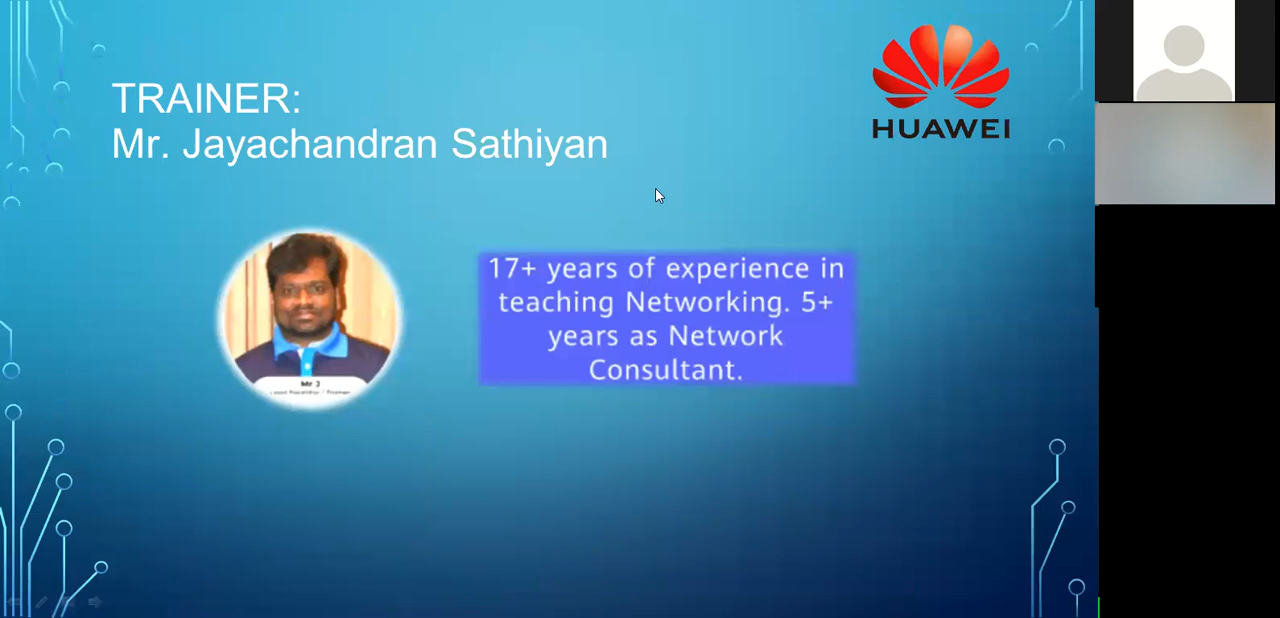 TRAINER:
Mr. Jayachandran Sathiyan
HUAWEI
17+ years of experience in
teaching Networking. 5+
years as Network
Consultant.
Mr J